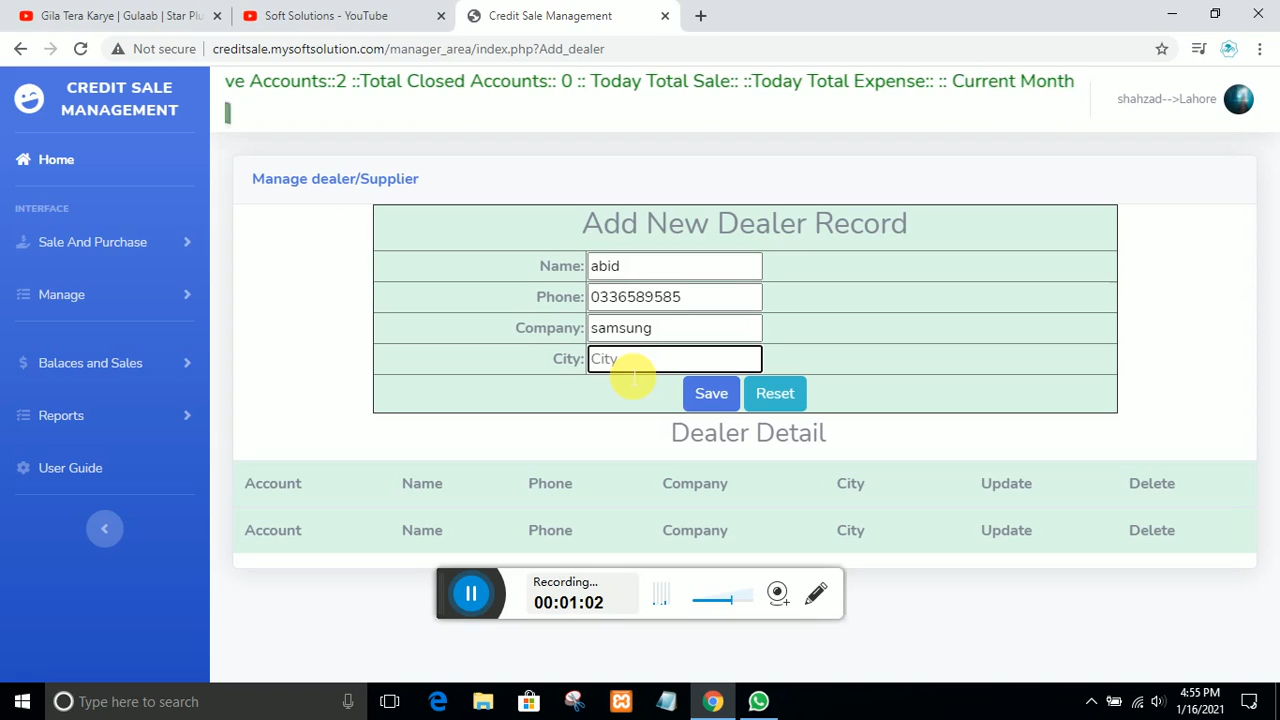 Gila Tera Karye | Gulaab | Star Plu
Soft Solutions - YouTube
Credit Sale Management
Not secure
creditsale.mysoftsolution.com/manager_area/index.php?Add_dealer
CREDIT SALE
MANAGEMENT
ve Accounts::2 ::Total Closed Accounts:: 0 :: Today Total Sale:: ::Today Total Expense:: :: Current Month
shahzad-->Lahore
Home
INTERFACE
Sale And Purchase
Manage
Balaces and Sales
Reports
User Guide
Manage dealer/Supplier
Add New Dealer Record
Name: abid
Phone: 0336589585
Company: samsung
City: City
Save Reset
Dealer Detail
Account Name Phone Company City Update Delete
Account Name Phone Company City Update Delete
Recording...
00:01:02
Type here to search
4:55 PM
1/16/2021